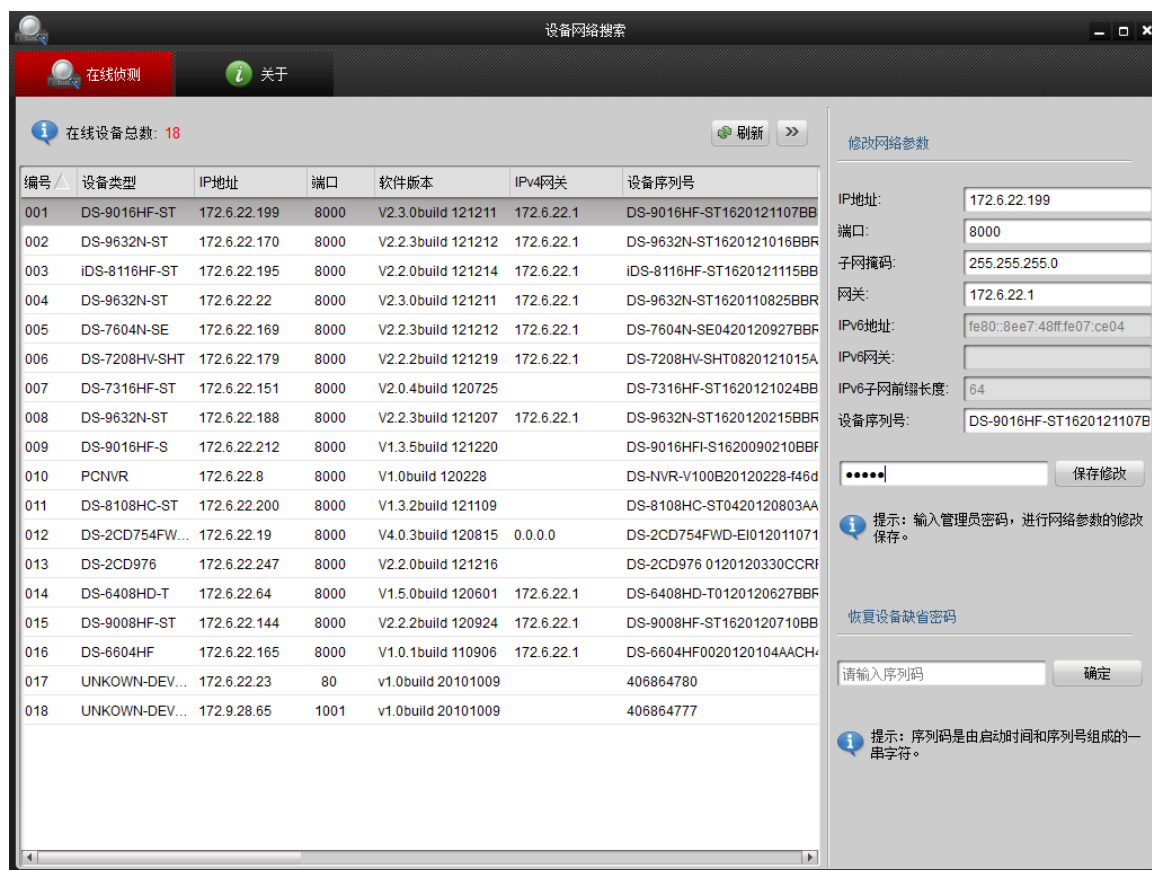 设备网络搜索
在线侦测
关于
在线设备总数: 18
刷新
编号 设备类型 IP地址 端口 软件版本 IPv4网关 设备序列号
001 DS-9016HF-ST 172.6.22.199 8000 V2.3.0build 121211 172.6.22.1 DS-9016HF-ST1620121107BB
002 DS-9632N-ST 172.6.22.170 8000 V2.2.3build 121212 172.6.22.1 DS-9632N-ST1620121016BBR
003 iDS-8116HF-ST 172.6.22.195 8000 V2.2.0build 121214 172.6.22.1 iDS-8116HF-ST1620121115BB
004 DS-9632N-ST 172.6.22.22 8000 V2.3.0build 121211 172.6.22.1 DS-9632N-ST1620110825BBR
005 DS-7604N-SE 172.6.22.169 8000 V2.2.3build 121212 172.6.22.1 DS-7604N-SE0420120927BBR
006 DS-7208HV-SHT 172.6.22.179 8000 V2.2.2build 121219 172.6.22.1 DS-7208HV-SHT0820121015A
007 DS-7316HF-ST 172.6.22.151 8000 V2.0.4build 120725 DS-7316HF-ST1620121024BB
008 DS-9632N-ST 172.6.22.188 8000 V2.2.3build 121207 172.6.22.1 DS-9632N-ST1620120215BBR
009 DS-9016HF-S 172.6.22.212 8000 V1.3.5build 121220 DS-9016HFI-S1620090210BBF
010 PCNVR 172.6.22.8 8000 V1.0build 120228 DS-NVR-V100B20120228-f46d
011 DS-8108HC-ST 172.6.22.200 8000 V1.3.2build 121109 DS-8108HC-ST0420120803AA
012 DS-2CD754FW... 172.6.22.19 8000 V4.0.3build 120815 0.0.0.0 DS-2CD754FWD-EI012011071
013 DS-2CD976 172.6.22.247 8000 V2.2.0build 121216 DS-2CD976 0120120330CCRF
014 DS-6408HD-T 172.6.22.64 8000 V1.5.0build 120601 172.6.22.1 DS-6408HD-T0120120627BBR
015 DS-9008HF-ST 172.6.22.144 8000 V2.2.2build 120924 172.6.22.1 DS-9008HF-ST1620120710BB
016 DS-6604HF 172.6.22.165 8000 V1.0.1build 110906 172.6.22.1 DS-6604HF0020120104AACH
017 UNKOWN-DEV... 172.6.22.23 80 v1.0build 20101009 406864780
018 UNKOWN-DEV... 172.9.28.65 1001 v1.0build 20101009 406864777
修改网络参数
IP地址: 172.6.22.199
端口: 8000
子网掩码: 255.255.255.0
网关: 172.6.22.1
IPv6地址: fe80::8ee7:48ff:fe07:ce04
IPv6网关:
IPv6子网前缀长度: 64
设备序列号: DS-9016HF-ST1620121107B
●●●●● 保存修改
提示：输入管理员密码，进行网络参数的修改
保存。
恢复设备缺省密码
请输入序列码 确定
提示：序列码是由启动时间和序列号组成的一
串字符。